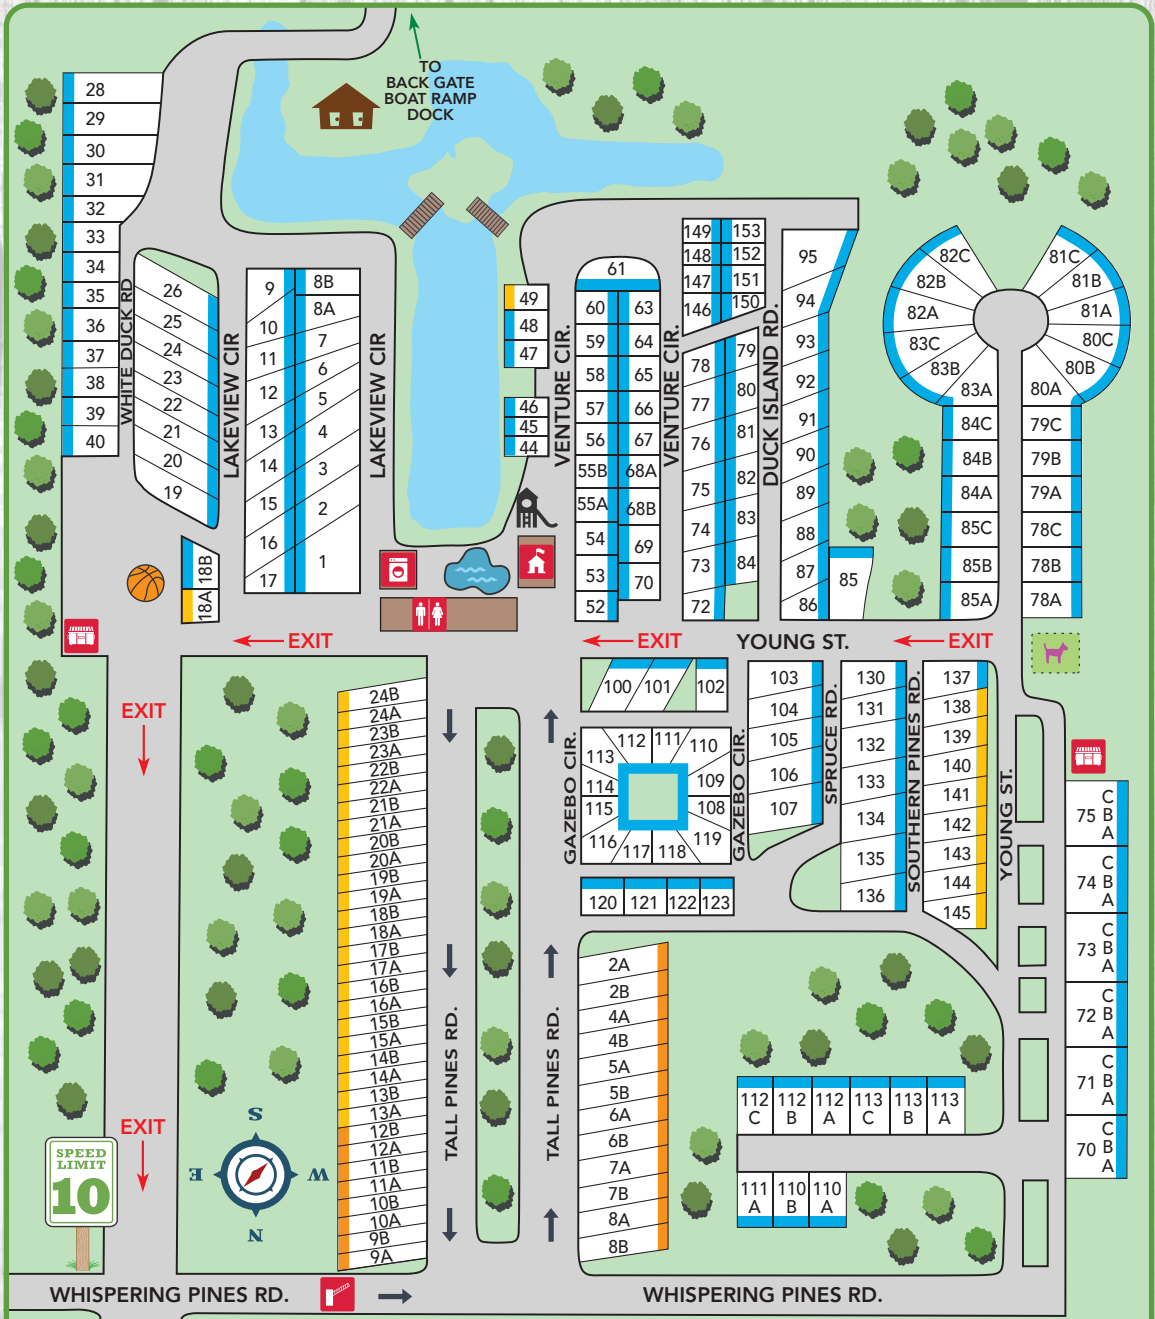 TO
BACK GATE
BOAT RAMP
DOCK
28
29
30
31
32
33
34
35
36
37
38
39
40
WHITE DUCK RD
26
25
24
23
22
21
20
19
LAKEVIEW CIR
9
10
11
12
13
14
15
16
17
8B
8A
7
6
5
4
3
2
1
LAKEVIEW CIR
18B
18A
49
48
47
46
45
44
VENTURE CIR.
61
60
59
58
57
56
55B
55A
54
53
52
63
64
65
66
67
68A
68B
69
70
VENTURE CIR.
149
148
147
146
153
152
151
150
78
77
76
75
74
73
72
79
80
81
82
83
84
DUCK ISLAND RD.
95
94
93
92
91
90
89
88
87
86
85
82C
82B
82A
83C
83B
83A
84C
84B
84A
85C
85B
85A
81C
81B
81A
80C
80B
80A
79C
79B
79A
78C
78B
78A
EXIT
EXIT
YOUNG ST.
EXIT
EXIT
24B
24A
23B
23A
22B
22A
21B
21A
20B
20A
19B
19A
18B
18A
17B
17A
16B
16A
15B
15A
14B
14A
13B
13A
12B
12A
11B
11A
10B
10A
9B
9A
TALL PINES RD.
TALL PINES RD.
100
101
102
GAZEBO CIR.
112
111
110
113
109
114
108
115
119
116
117
118
GAZEBO CIR.
120
121
122
123
103
104
105
106
107
SPRUCE RD.
130
131
132
133
134
135
136
SOUTHERN PINES RD.
137
138
139
140
141
142
143
144
145
YOUNG ST.
75 C B A
74 C B A
73 C B A
72 C B A
71 C B A
70 C B A
2A
2B
4A
4B
5A
5B
6A
6B
7A
7B
8A
8B
112 C
112 B
112 A
113 C
113 B
113 A
111 A
110 B
110 A
EXIT
SPEED
LIMIT
10
S
E
W
N
WHISPERING PINES RD.
WHISPERING PINES RD.